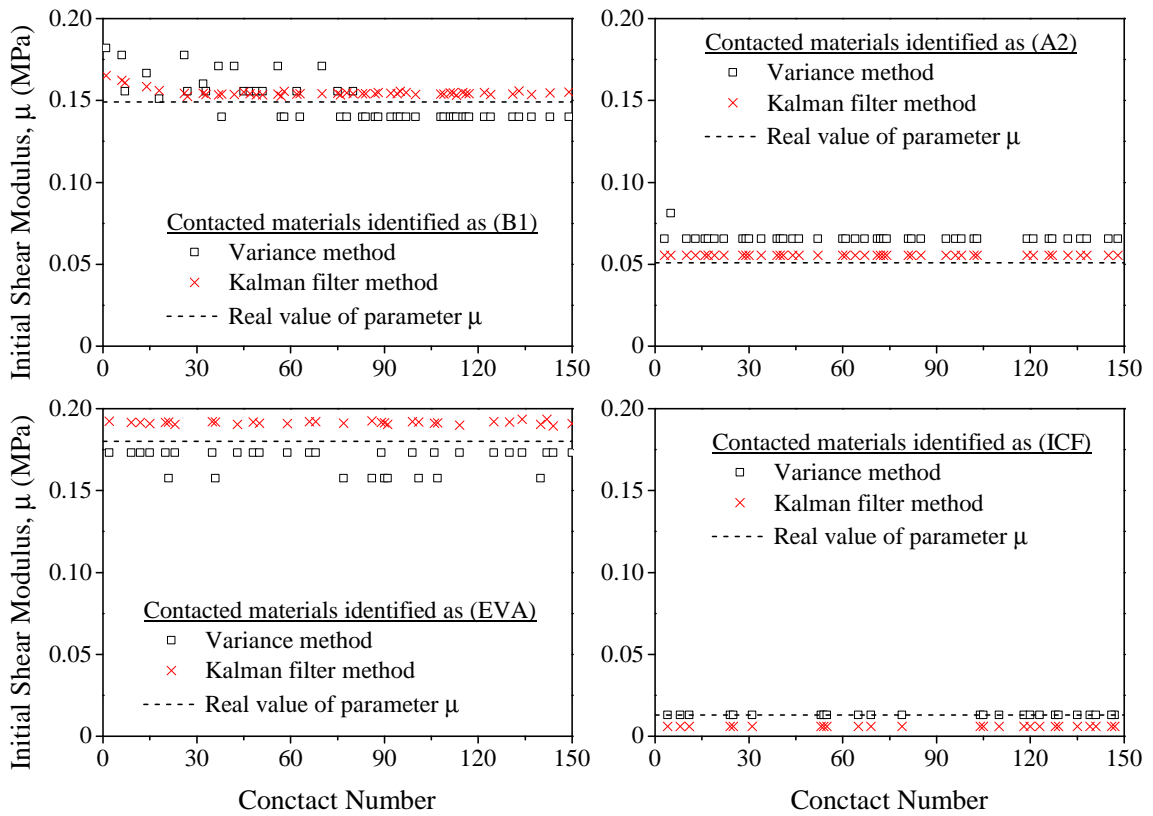 Initial Shear Modulus, μ (MPa)
0.20
0.15
0.10
0.05
0
Contacted materials identified as (B1)
Variance method
Kalman filter method
Real value of parameter μ
0 30 60 90 120 150
0.20
0.15
0.10
0.05
0
Contacted materials identified as (A2)
Variance method
Kalman filter method
Real value of parameter μ
0 30 60 90 120 150
Initial Shear Modulus, μ (MPa)
0.20
0.15
0.10
0.05
0
Contacted materials identified as (EVA)
Variance method
Kalman filter method
Real value of parameter μ
0 30 60 90 120 150
Conctact Number
0.20
0.15
0.10
0.05
0
Contacted materials identified as (ICF)
Variance method
Kalman filter method
Real value of parameter μ
0 30 60 90 120 150
Conctact Number